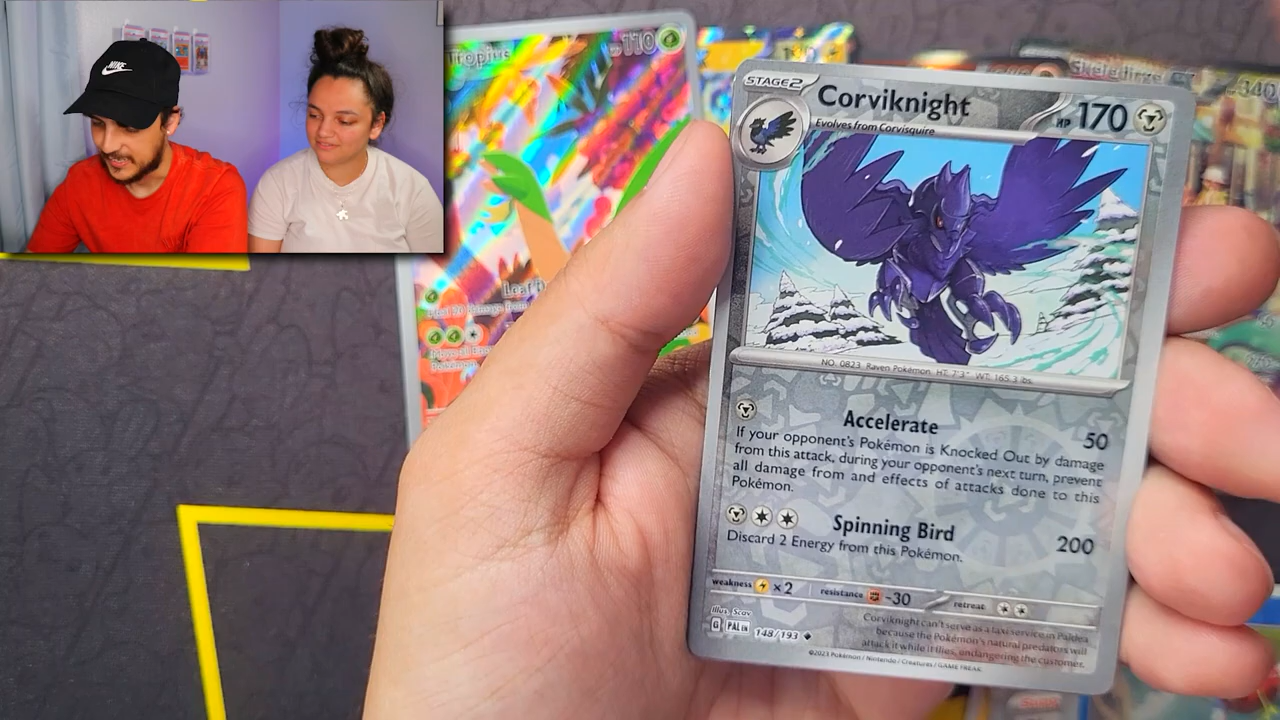 Tropius HP 110
Skeledirge ex 340
STAGE2
Corviknight HP 170
Evolves from Corvisquire
NO. 0823 Raven Pokémon. HT: 7'3" WT: 165.3 lbs.
Accelerate 50
If your opponent's Pokémon is Knocked Out by damage
from this attack, during your opponent's next turn, prevent
all damage from and effects of attacks done to this
Pokémon.
Spinning Bird 200
Discard 2 Energy from this Pokémon.
weakness ×2 resistance -30 retreat
Illus. Scav
G PAL EN 148/193
Corviknight can't serve as a taxi service in Paldea
because the Pokémon's natural predators will
attack it while it flies, endangering the customer.
©2023 Pokémon / Nintendo / Creatures / GAME FREAK